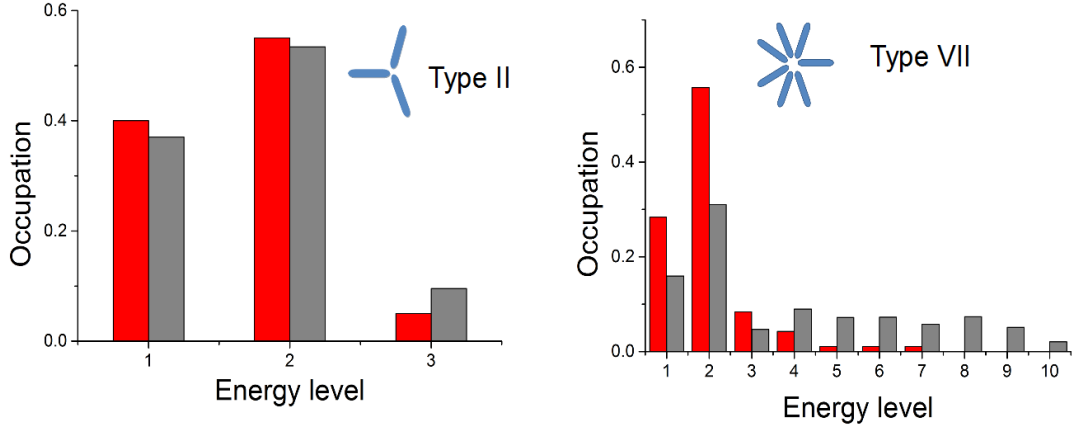 0.6
0.4
0.2
0.0
Occupation
1 2 3
Energy level
Type II
0.6
0.4
0.2
0.0
Occupation
1 2 3 4 5 6 7 8 9 10
Energy level
Type VII